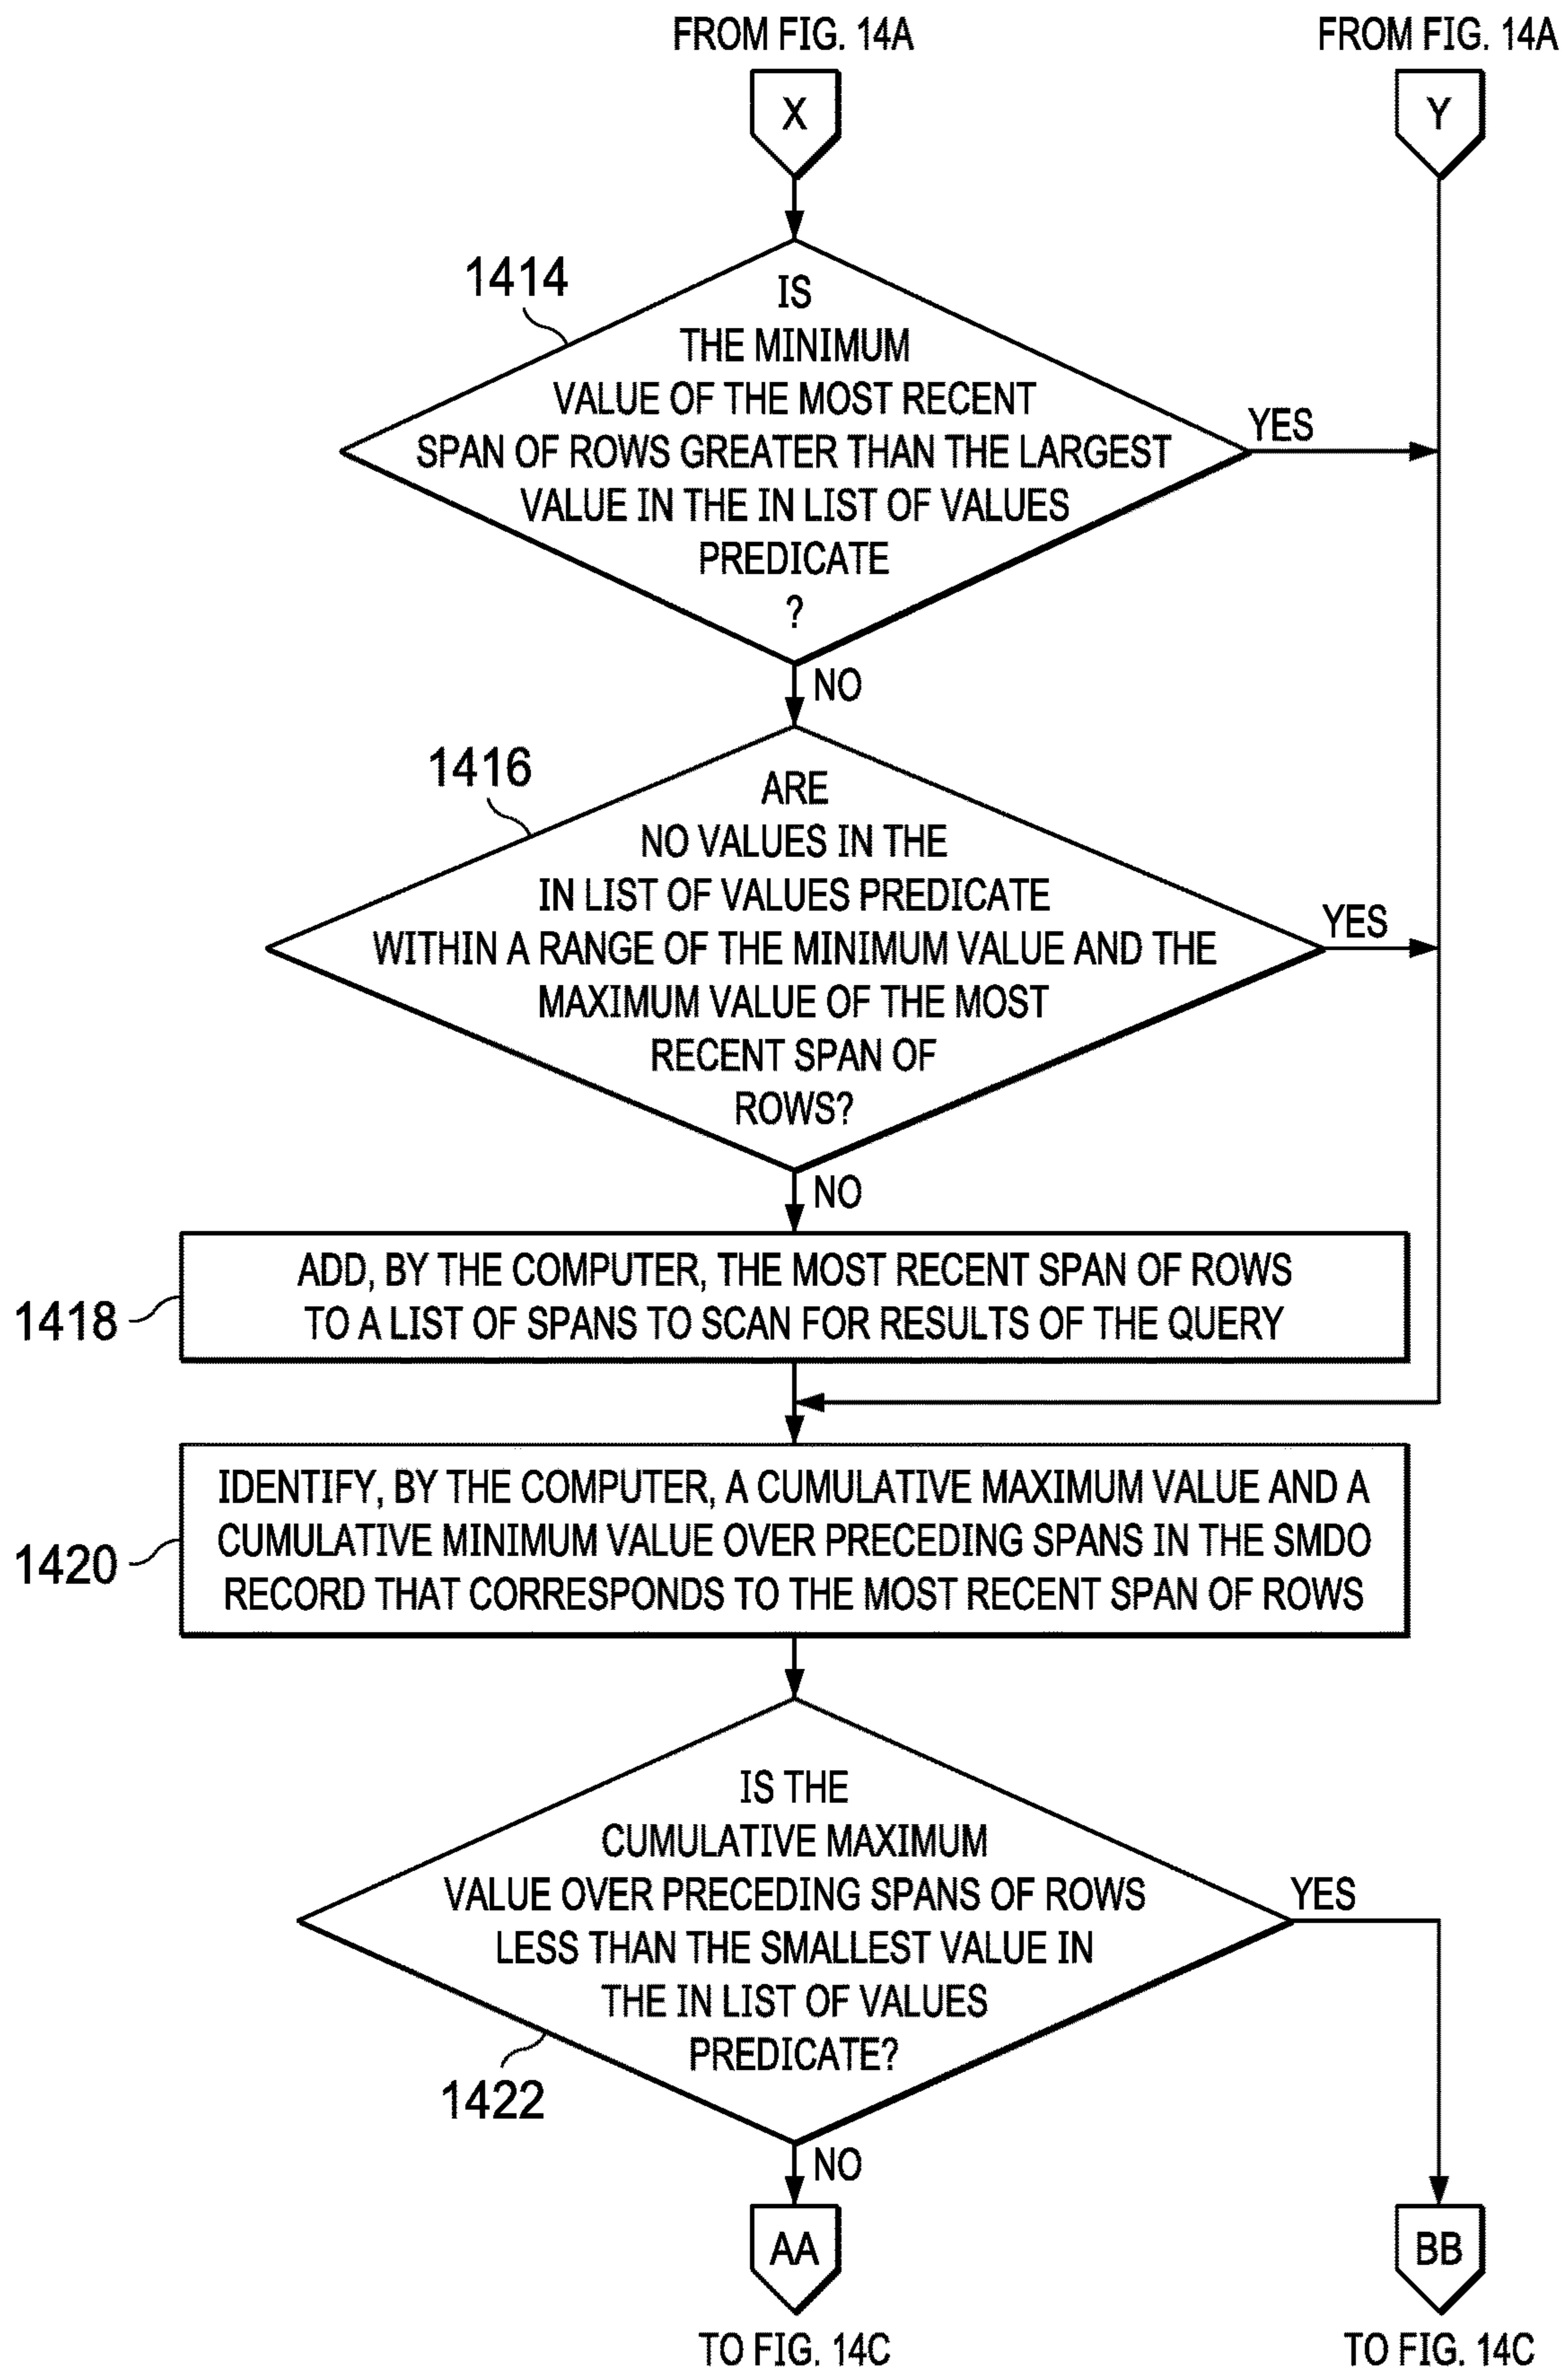 FROM FIG. 14A
FROM FIG. 14A
X
Y
1414
IS
THE MINIMUM
VALUE OF THE MOST RECENT
SPAN OF ROWS GREATER THAN THE LARGEST
VALUE IN THE IN LIST OF VALUES
PREDICATE
?
YES
NO
1416
ARE
NO VALUES IN THE
IN LIST OF VALUES PREDICATE
WITHIN A RANGE OF THE MINIMUM VALUE AND THE
MAXIMUM VALUE OF THE MOST
RECENT SPAN OF
ROWS?
YES
NO
1418
ADD, BY THE COMPUTER, THE MOST RECENT SPAN OF ROWS
TO A LIST OF SPANS TO SCAN FOR RESULTS OF THE QUERY
1420
IDENTIFY, BY THE COMPUTER, A CUMULATIVE MAXIMUM VALUE AND A
CUMULATIVE MINIMUM VALUE OVER PRECEDING SPANS IN THE SMDO
RECORD THAT CORRESPONDS TO THE MOST RECENT SPAN OF ROWS
IS THE
CUMULATIVE MAXIMUM
VALUE OVER PRECEDING SPANS OF ROWS
LESS THAN THE SMALLEST VALUE IN
THE IN LIST OF VALUES
PREDICATE?
YES
1422
NO
AA
BB
TO FIG. 14C
TO FIG. 14C